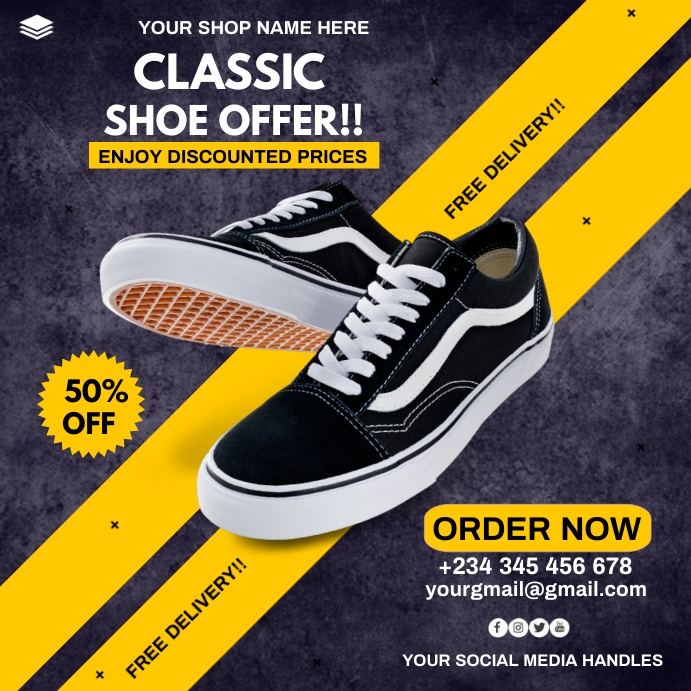 YOUR SHOP NAME HERE
CLASSIC
SHOE OFFER!!
ENJOY DISCOUNTED PRICES
FREE DELIVERY!!
50%
OFF
FREE DELIVERY!!
ORDER NOW
+234 345 456 678
yourgmail@gmail.com
YOUR SOCIAL MEDIA HANDLES